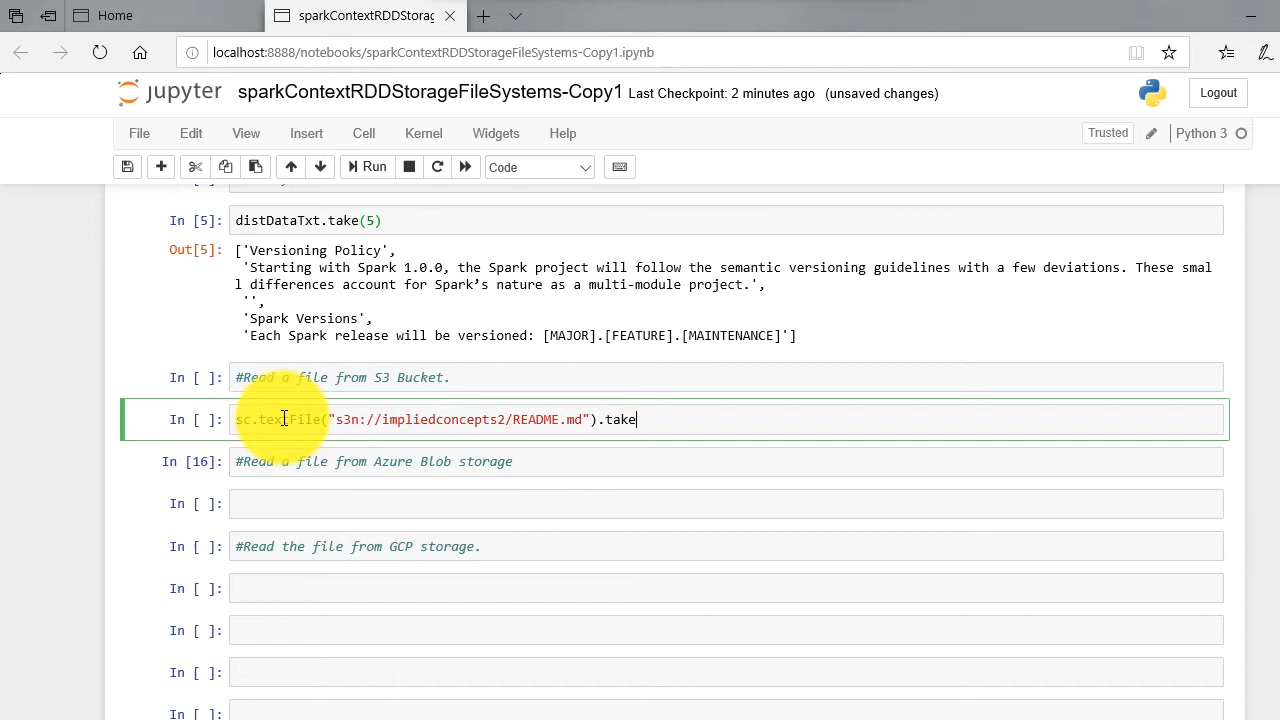 Home
sparkContextRDDStorag
localhost:8888/notebooks/sparkContextRDDStorageFileSystems-Copy1.ipynb
jupyter sparkContextRDDStorageFileSystems-Copy1 Last Checkpoint: 2 minutes ago (unsaved changes)
Logout
File Edit View Insert Cell Kernel Widgets Help
Trusted
Python 3
Run
Code
In [5]: distDataTxt.take(5)
Out[5]: ['Versioning Policy',
'Starting with Spark 1.0.0, the Spark project will follow the semantic versioning guidelines with a few deviations. These smal
l differences account for Spark’s nature as a multi-module project.',
'',
'Spark Versions',
'Each Spark release will be versioned: [MAJOR].[FEATURE].[MAINTENANCE]']
In [ ]: #Read a file from S3 Bucket.
In [ ]: sc.textFile("s3n://impliedconcepts2/README.md").take
In [16]: #Read a file from Azure Blob storage
In [ ]:
In [ ]: #Read the file from GCP storage.
In [ ]:
In [ ]:
In [ ]:
In [ ]: